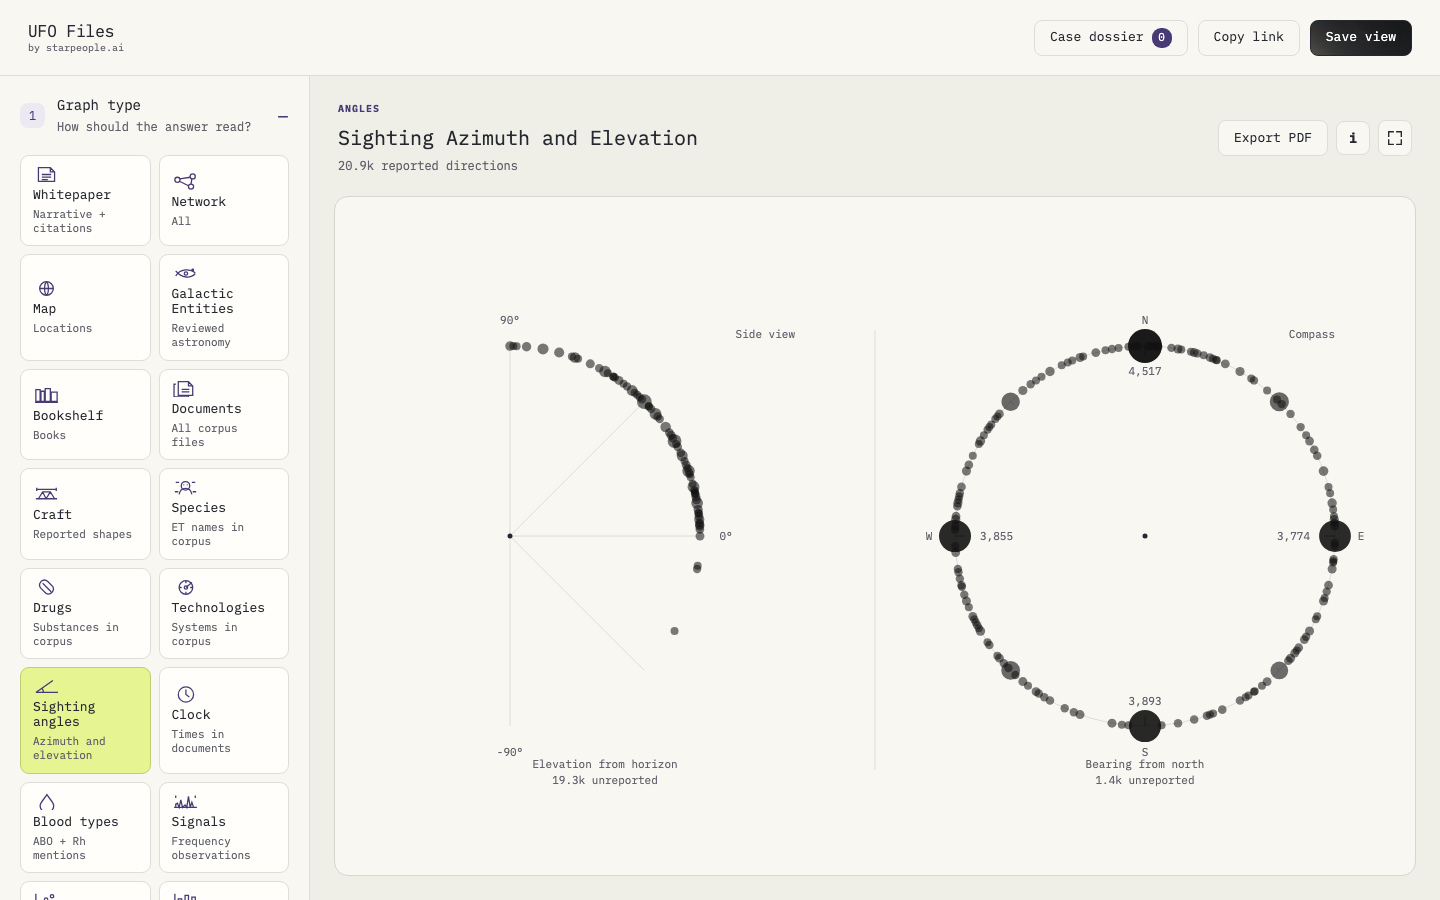 UFO Files
by starpeople.ai
Case dossier 0
Copy link
Save view
1
Graph type
How should the answer read?
–
Whitepaper
Narrative +
citations
Network
All
Map
Locations
Galactic
Entities
Reviewed
astronomy
Bookshelf
Books
Documents
All corpus
files
Craft
Reported shapes
Species
ET names in
corpus
Drugs
Substances in
corpus
Technologies
Systems in
corpus
Sighting
angles
Azimuth and
elevation
Clock
Times in
documents
Blood types
ABO + Rh
mentions
Signals
Frequency
observations
ANGLES
Sighting Azimuth and Elevation
20.9k reported directions
Export PDF
i
90°
Side view
0°
-90°
Elevation from horizon
19.3k unreported
N
Compass
4,517
W
3,855
3,774
E
3,893
S
Bearing from north
1.4k unreported